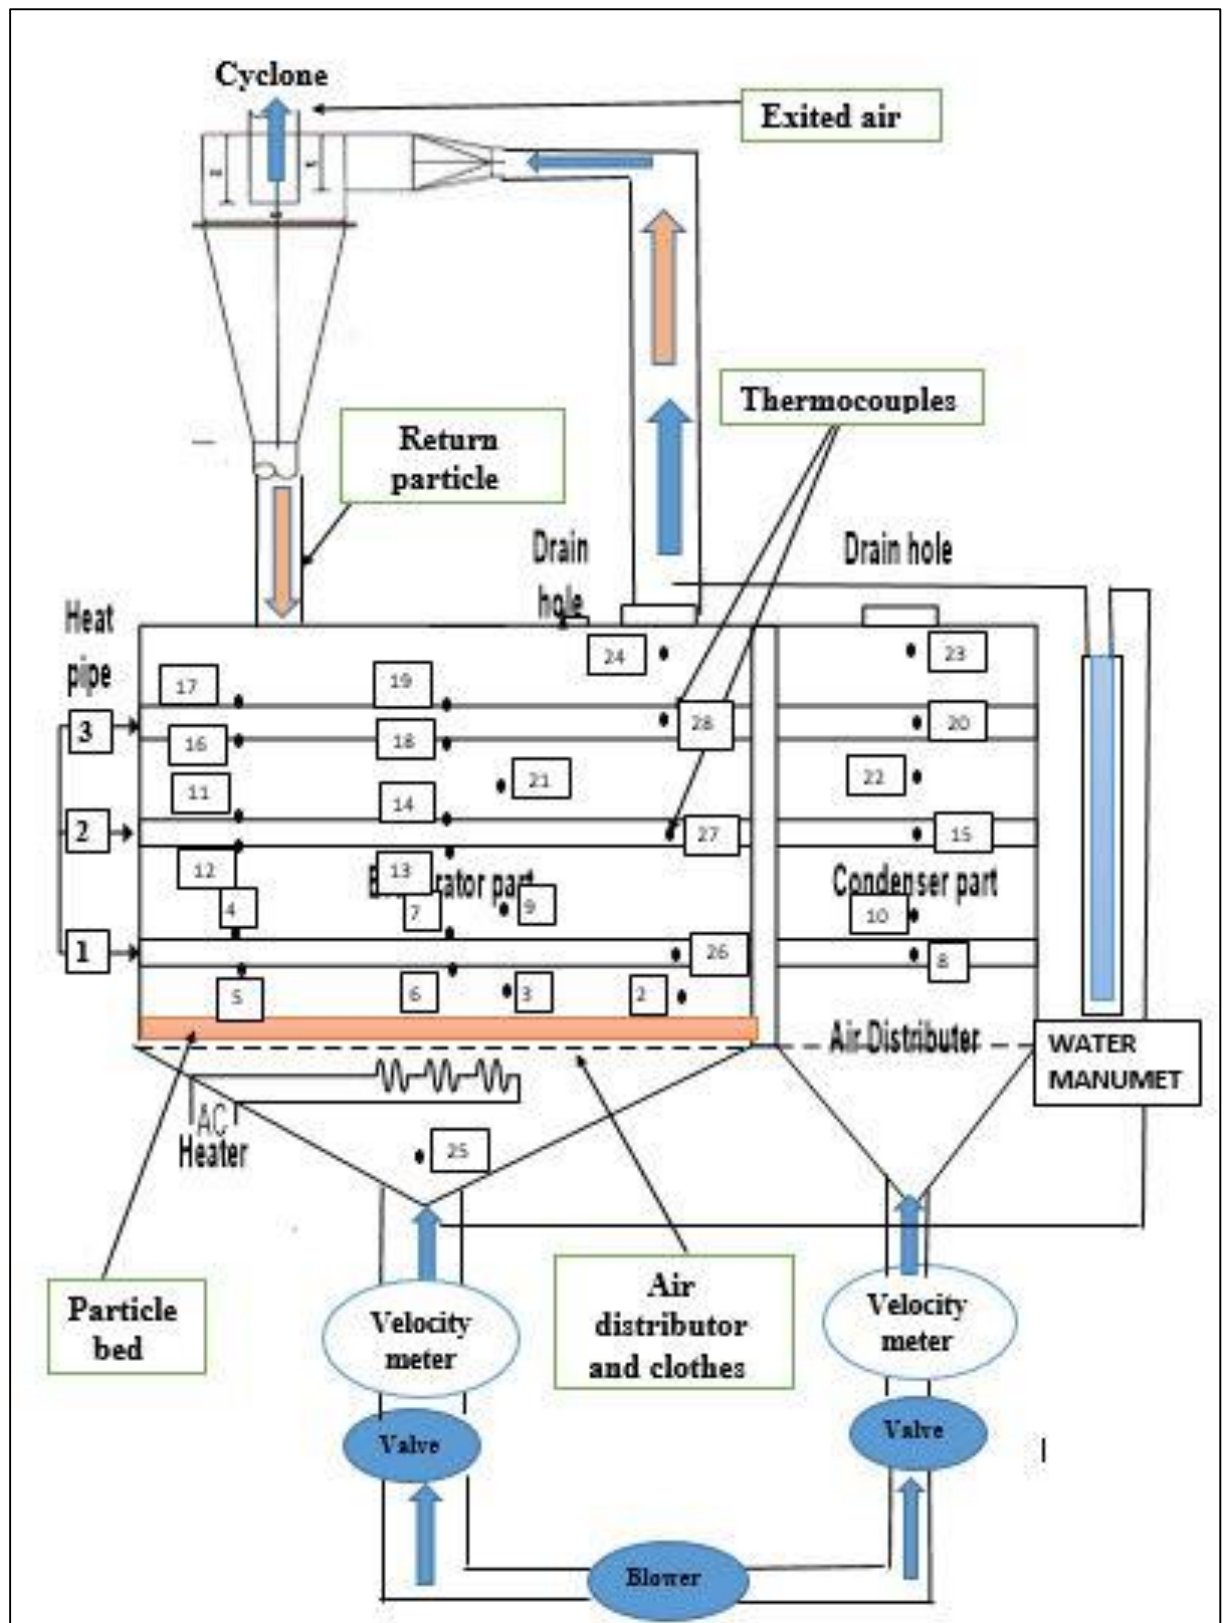 Cyclone
Exited air
Thermocouples
Return
particle
Drain
hole
Drain hole
Heat
pipe
24
23
17
19
3
28
20
16
18
21
22
11
14
2
27
15
12
13
rator part
Condenser part
4
7
9
10
1
26
8
5
6
3
2
Air Distributer
WATER
MANUMET
AC
Heater
25
Particle
bed
Air
distributor
and clothes
Velocity
meter
Velocity
meter
Valve
Valve
Blower